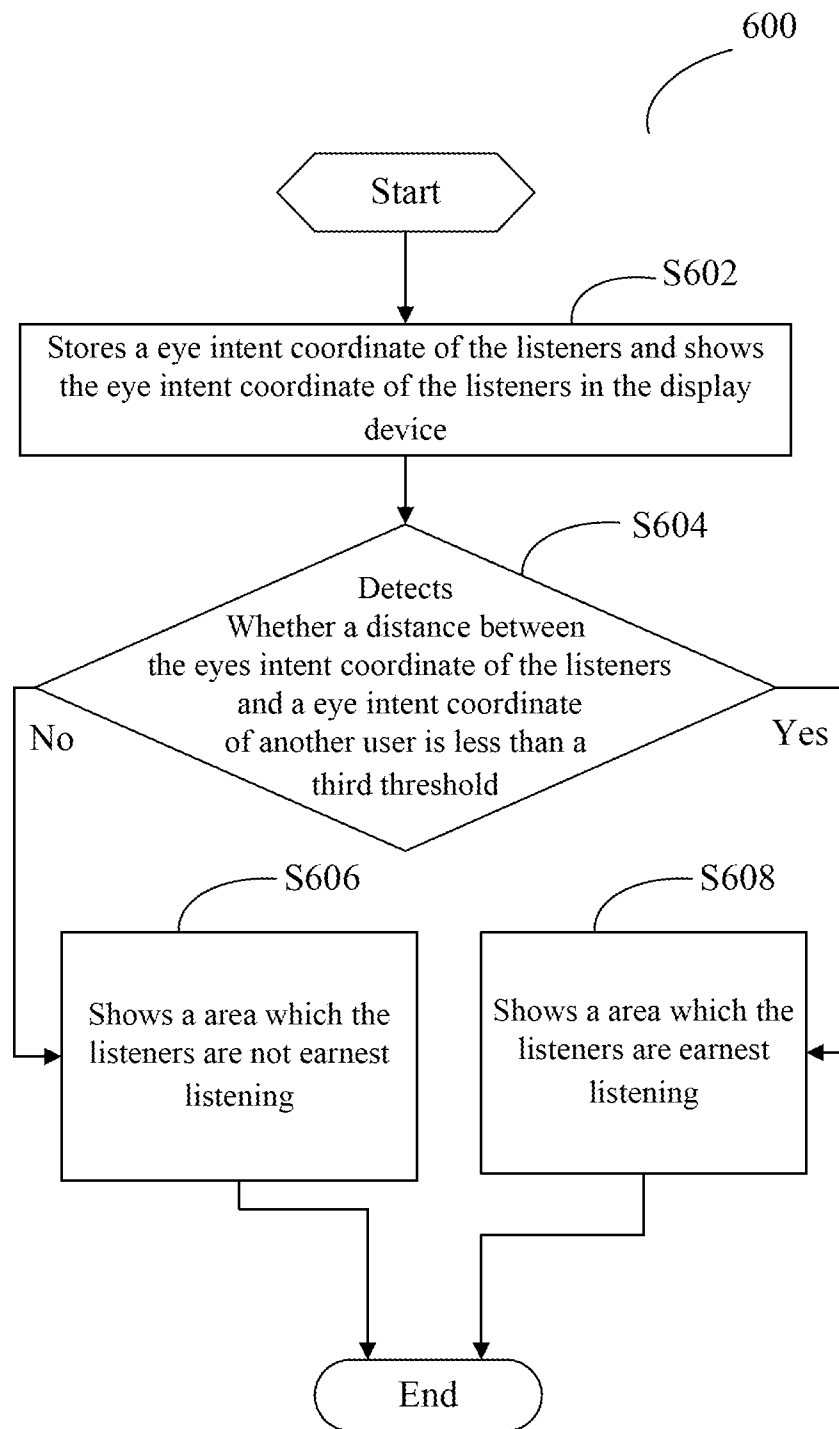 600
Start
S602
Stores a eye intent coordinate of the listeners and shows
the eye intent coordinate of the listeners in the display
device
S604
Detects
Whether a distance between
the eyes intent coordinate of the listeners
and a eye intent coordinate
of another user is less than a
third threshold
No
Yes
S606
S608
Shows a area which the
listeners are not earnest
listening
Shows a area which the
listeners are earnest
listening
End